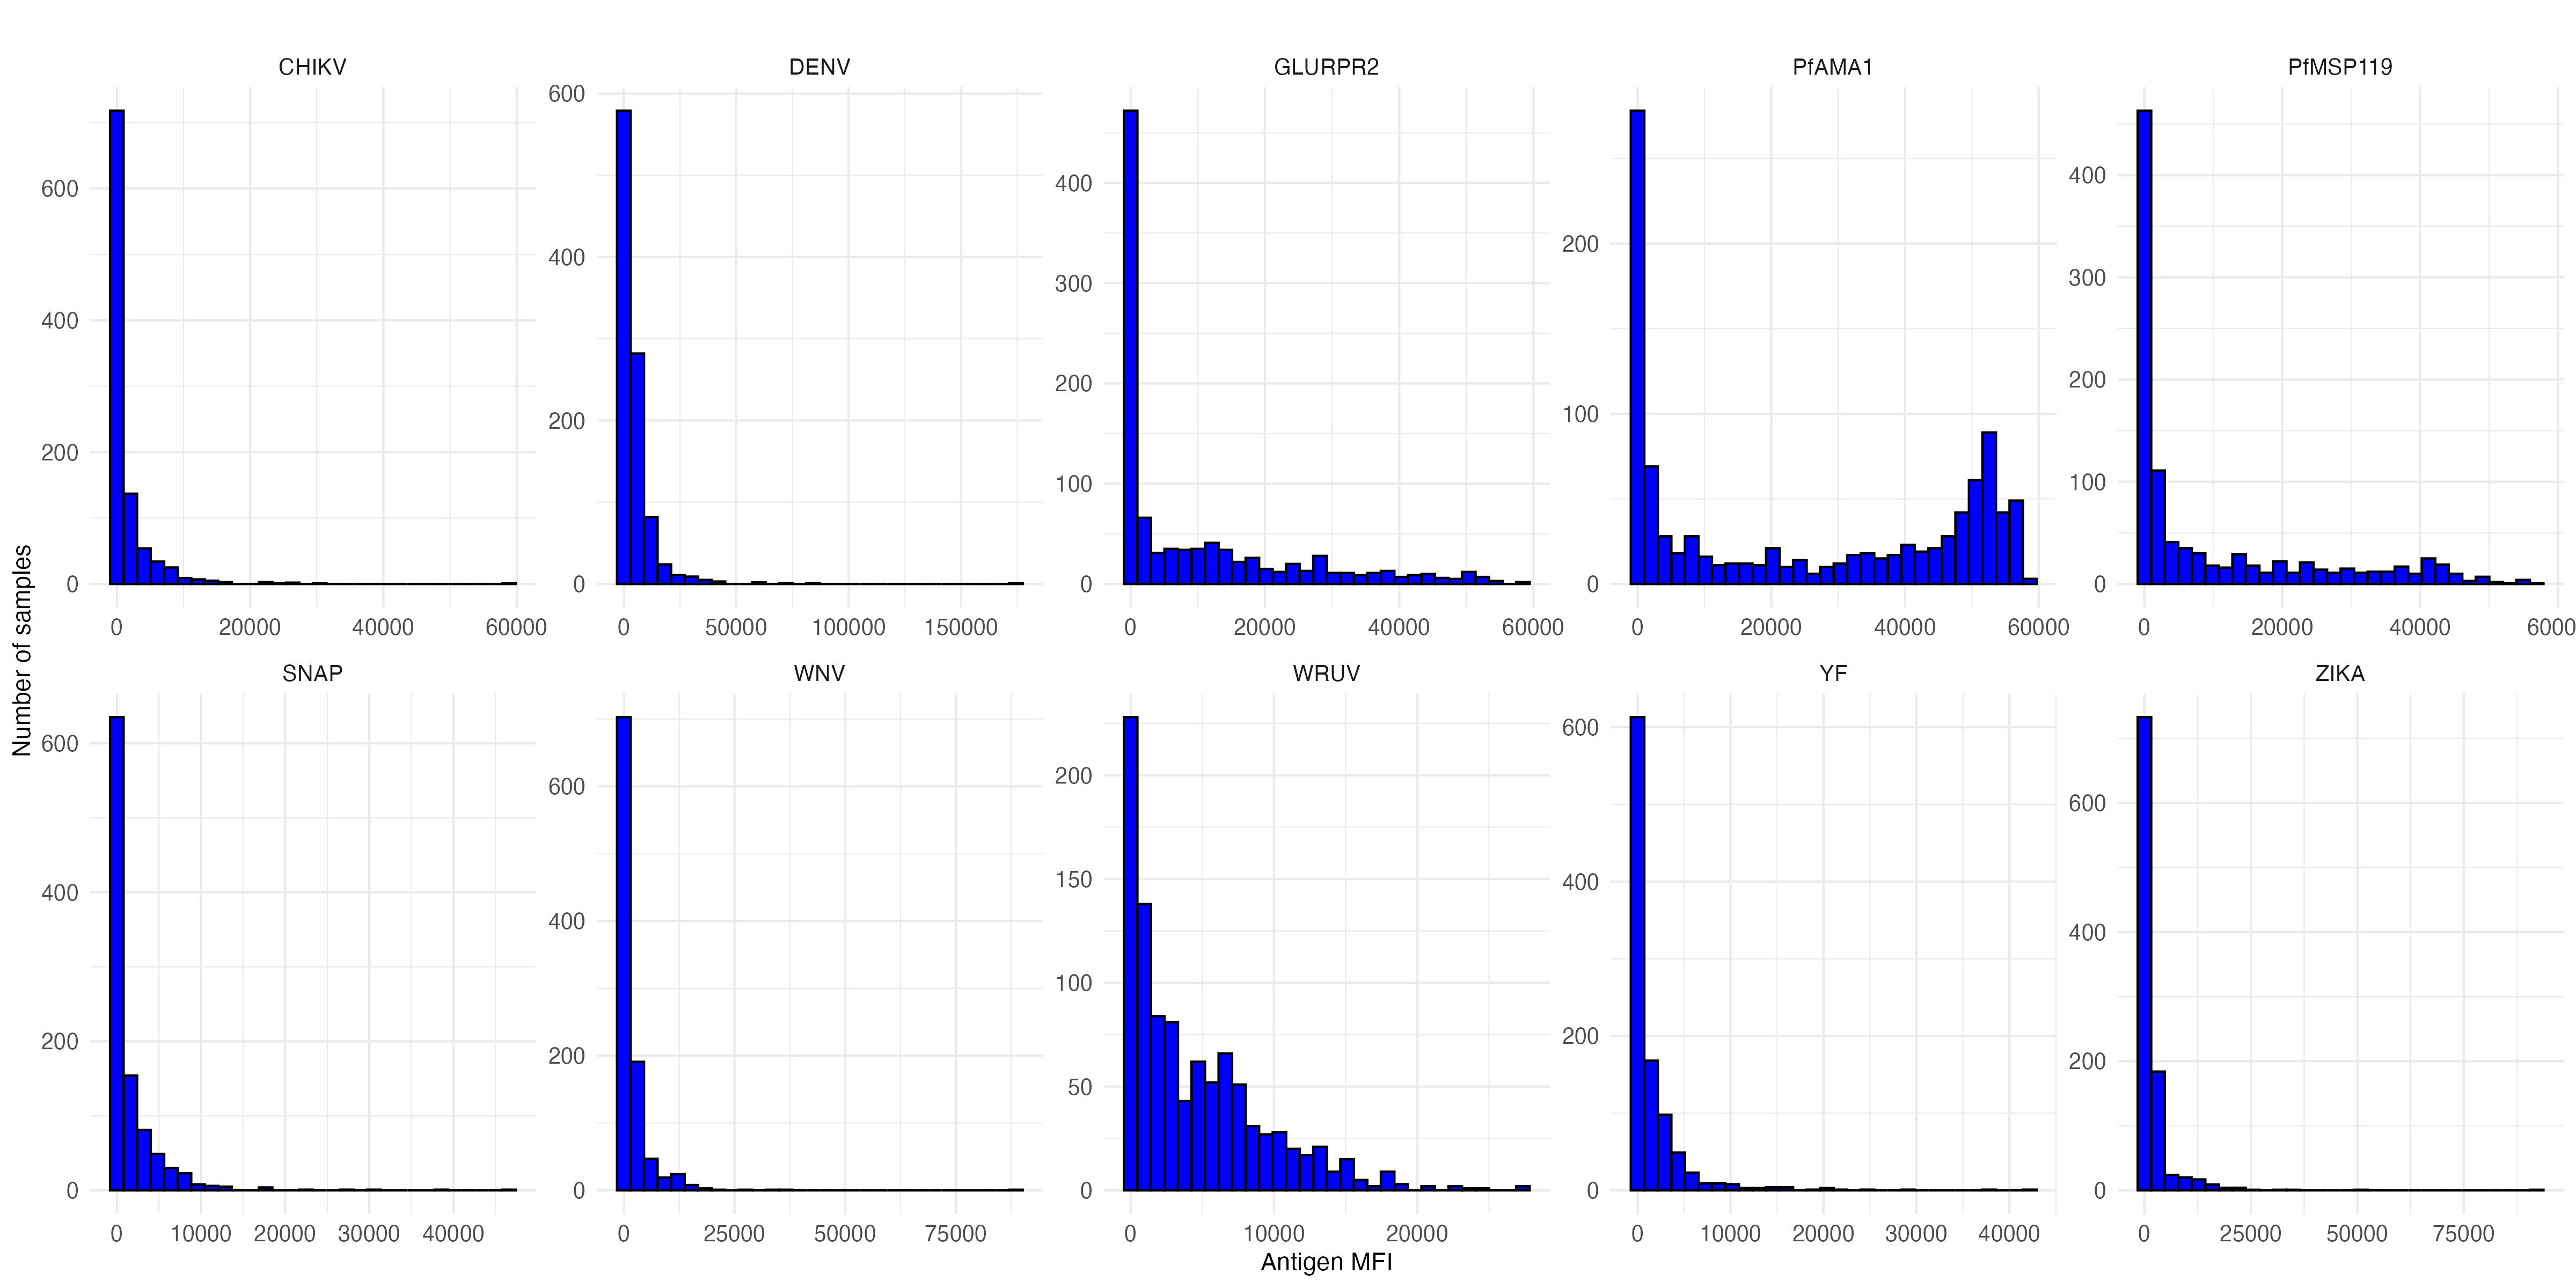 CHIKV DENV GLURPR2 PfAMA1 PfMSP119
600 400 200 0
600 400 200 0
400 300 200 100 0
200 100 0
400 300 200 100 0
0 20000 40000 60000
0 50000 100000 150000
0 20000 40000 60000
0 20000 40000 60000
0 20000 40000 6000
Number of samples
SNAP WNV WRUV YF ZIKA
600 400 200 0
600 400 200 0
200 150 100 50 0
600 400 200 0
600 400 200 0
0 10000 20000 30000 40000
0 25000 50000 75000
0 10000 20000
0 10000 20000 30000 40000
0 25000 50000 75000
Antigen MFI